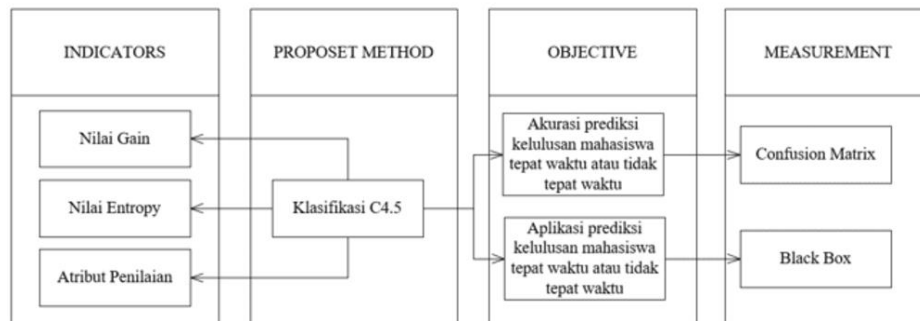 INDICATORS
PROPOSET METHOD
OBJECTIVE
MEASUREMENT
Nilai Gain
Nilai Entropy
Atribut Penilaian
Klasifikasi C4.5
Akurasi prediksi
kelulusan mahasiswa
tepat waktu atau tidak
tepat waktu
Aplikasi prediksi
kelulusan mahasiswa
tepat waktu atau tidak
tepat waktu
Confusion Matrix
Black Box